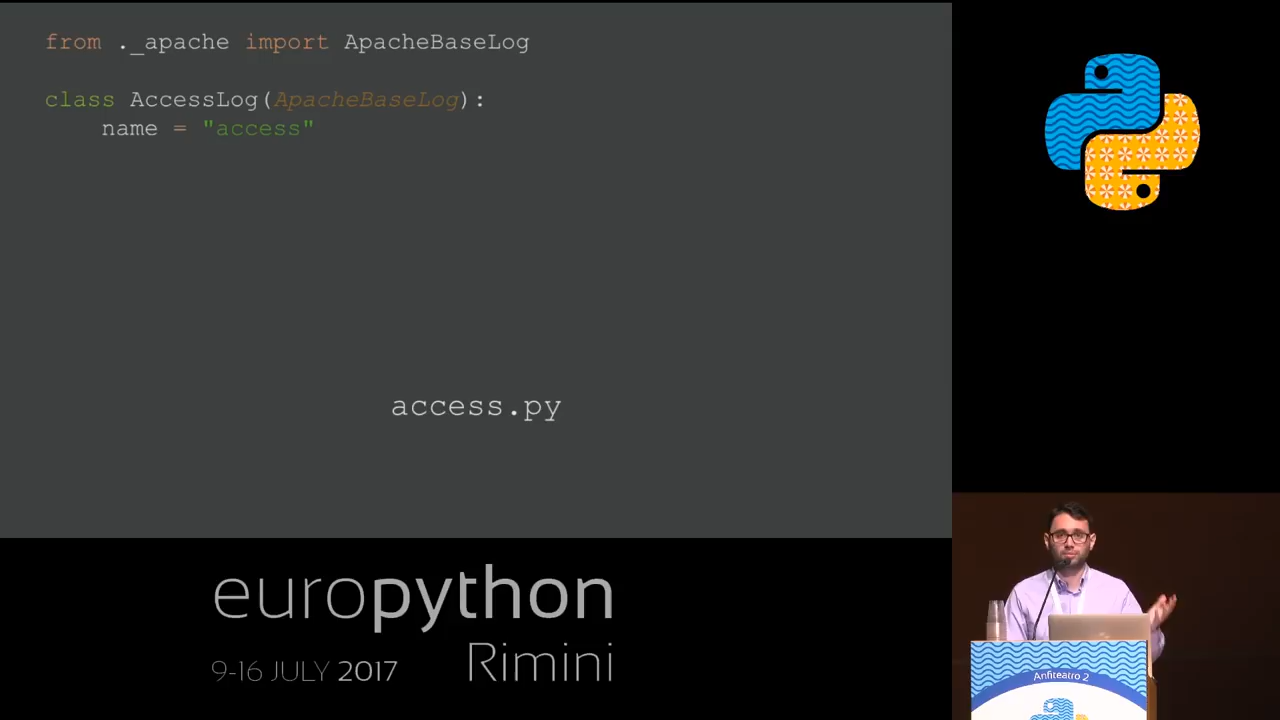 from ._apache import ApacheBaseLog
class AccessLog(ApacheBaseLog):
    name = "access"
access.py
europython
Rimini
9-16 JULY 2017
Anfiteatro 2